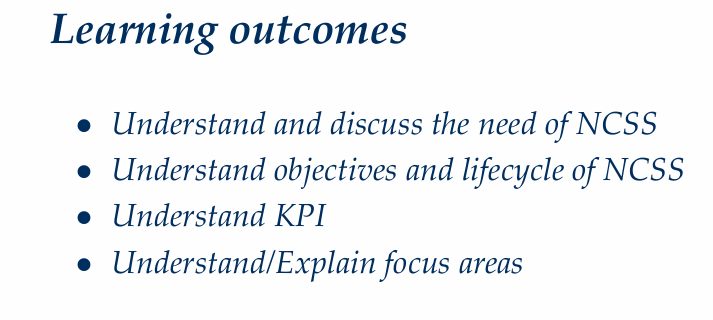 Learning outcomes
• Understand and discuss the need of NCSS
• Understand objectives and lifecycle of NCSS
• Understand KPI
• Understand/Explain focus areas